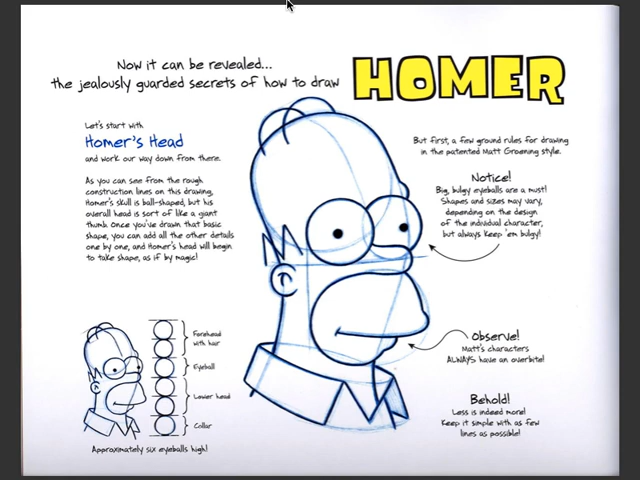 Now it can be revealed...
the jealously guarded secrets of how to draw
HOMER
Let's start with
Homer's Head
and work our way down from there.
As you can see from the rough
construction lines on this drawing,
Homer's skull is ball-shaped, but his
overall head is sort of like a giant
thumb. Once you've drawn that basic
shape, you can add all the other details
one by one, and Homer's head will begin
to take shape, as if by magic!
But first, a few ground rules for drawing
in the patented Matt Groening style.
Notice!
Big, bulgy eyeballs are a must!
Shapes and sizes may vary,
depending on the design
of the individual character,
but always keep 'em bulgy!
Observe!
Matt's characters
ALWAYS have an overbite!
Behold!
Less is indeed more!
Keep it simple with as few
lines as possible!
Forehead
with hair
Eyeball
Lower head
Collar
Approximately six eyeballs high!